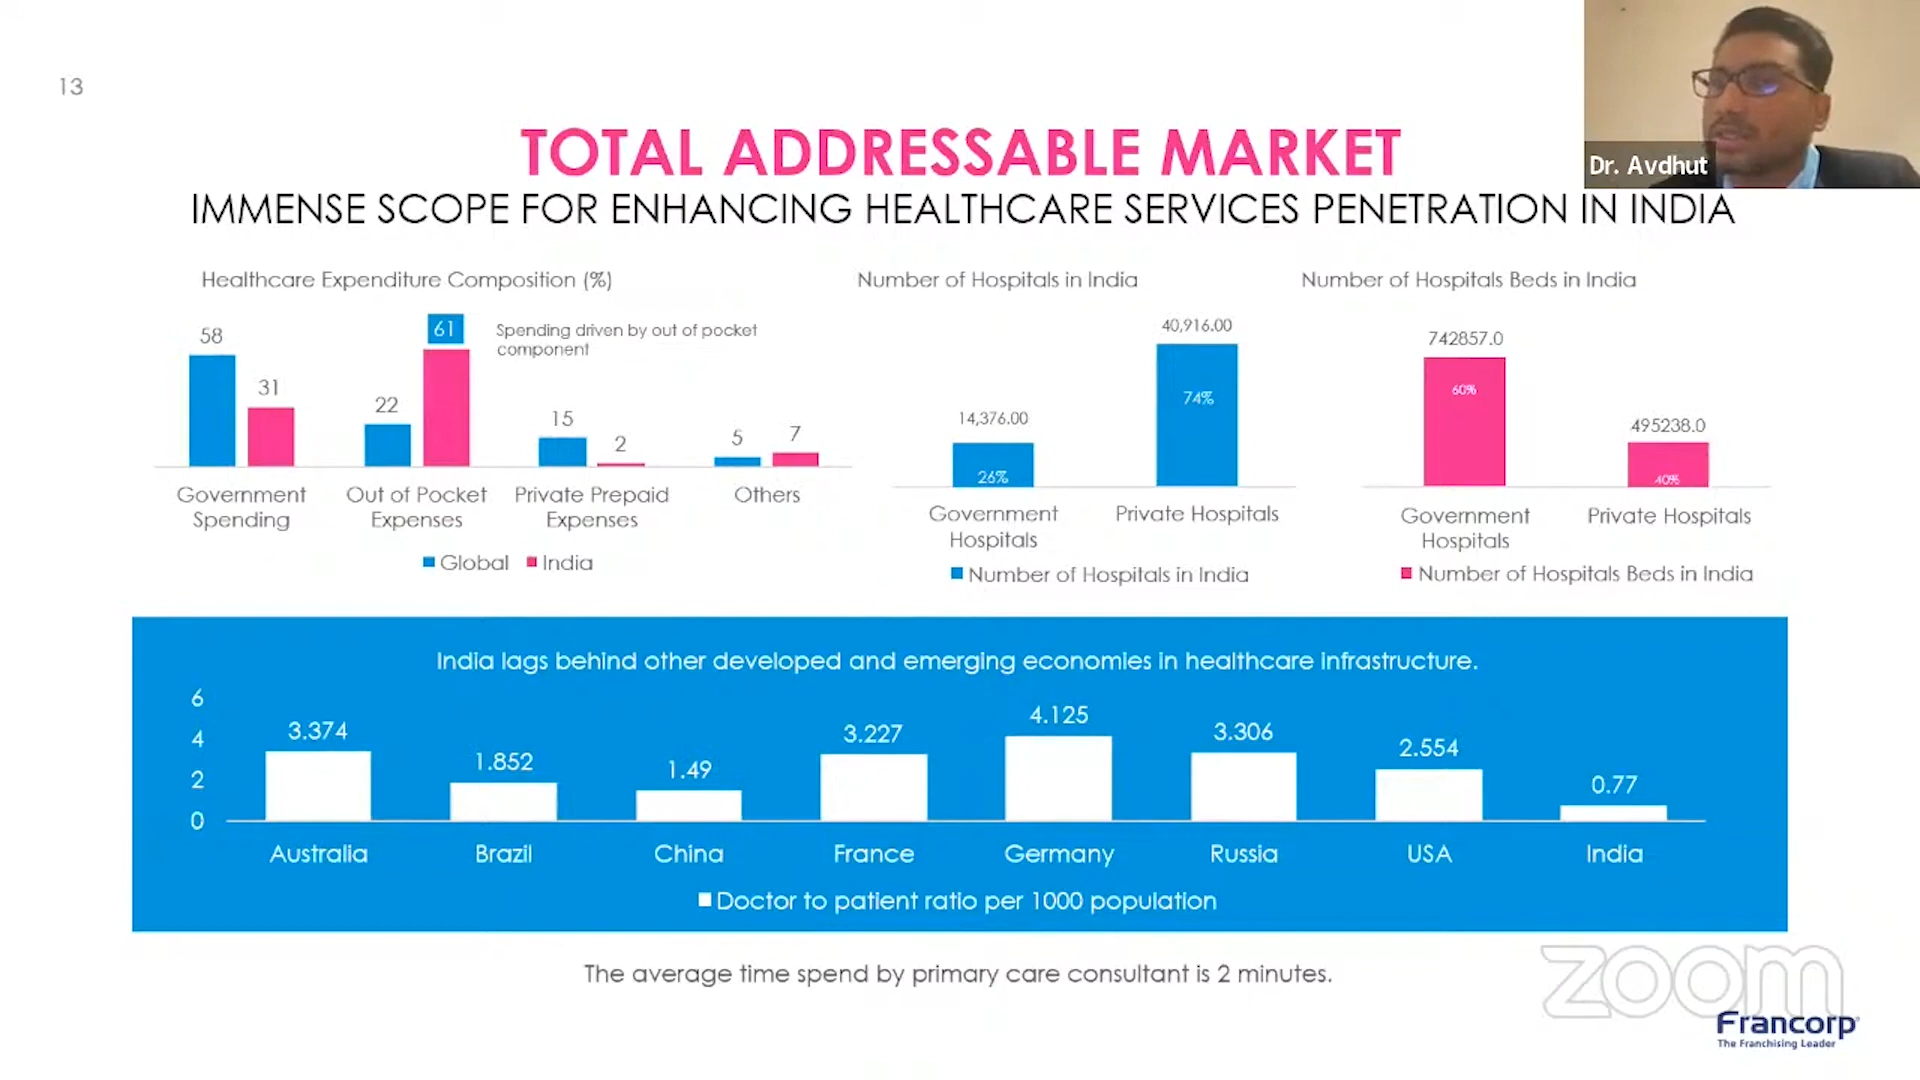 13
Dr. Avdhut
TOTAL ADDRESSABLE MARKET
IMMENSE SCOPE FOR ENHANCING HEALTHCARE SERVICES PENETRATION IN INDIA
Healthcare Expenditure Composition (%)
58
31
22
61
15
2
5
7
Spending driven by out of pocket
component
Government
Spending
Out of Pocket
Expenses
Private Prepaid
Expenses
Others
Global
India
Number of Hospitals in India
14,376.00
26%
40,916.00
74%
Government
Hospitals
Private Hospitals
Number of Hospitals in India
Number of Hospitals Beds in India
742857.0
60%
495238.0
40%
Government
Hospitals
Private Hospitals
Number of Hospitals Beds in India
India lags behind other developed and emerging economies in healthcare infrastructure.
6
4
2
0
3.374
1.852
1.49
3.227
4.125
3.306
2.554
0.77
Australia
Brazil
China
France
Germany
Russia
USA
India
Doctor to patient ratio per 1000 population
The average time spend by primary care consultant is 2 minutes.
zoom
Francorp
The Franchising Leader